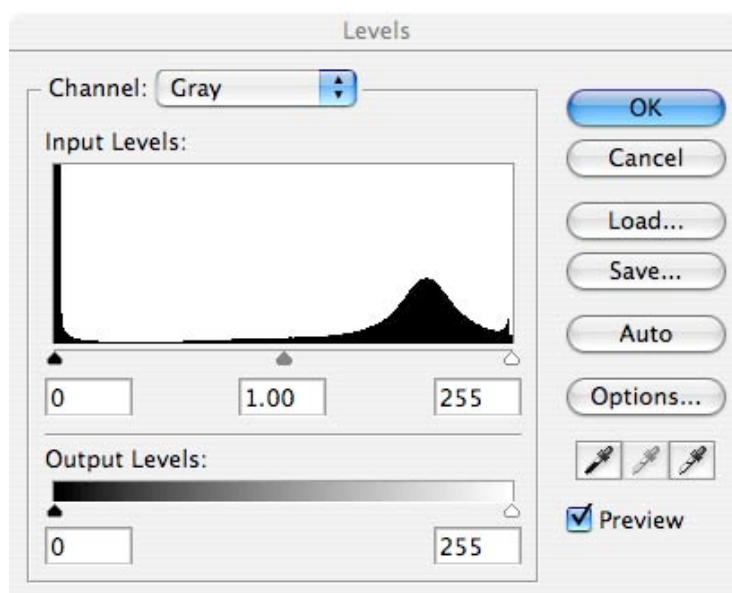 Levels
Channel: Gray
OK
Input Levels:
Cancel
Load...
Save...
Auto
0 1.00 255
Options...
Output Levels:
Preview
0 255